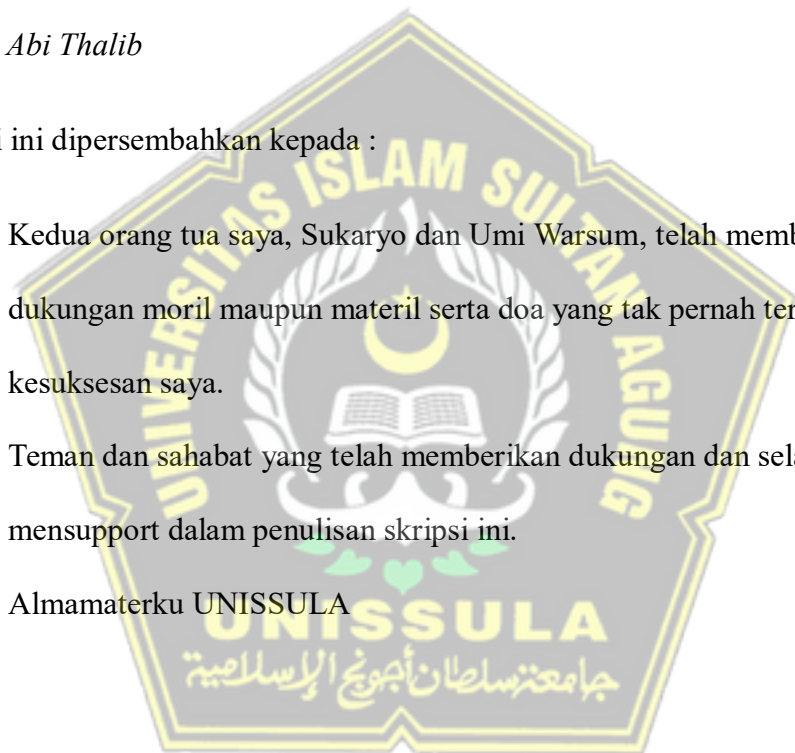 Abi Thalib
i ini dipersembahkan kepada :
Kedua orang tua saya, Sukaryo dan Umi Warsum, telah memb
dukungan moril maupun materil serta doa yang tak pernah ter
kesuksesan saya.
Teman dan sahabat yang telah memberikan dukungan dan sela
mensupport dalam penulisan skripsi ini.
Almamaterku UNISSULA
UNIVERSITAS ISLAM SULTAN AGUNG
UNISSULA
جامعة سلطان أجونج الإسلامية